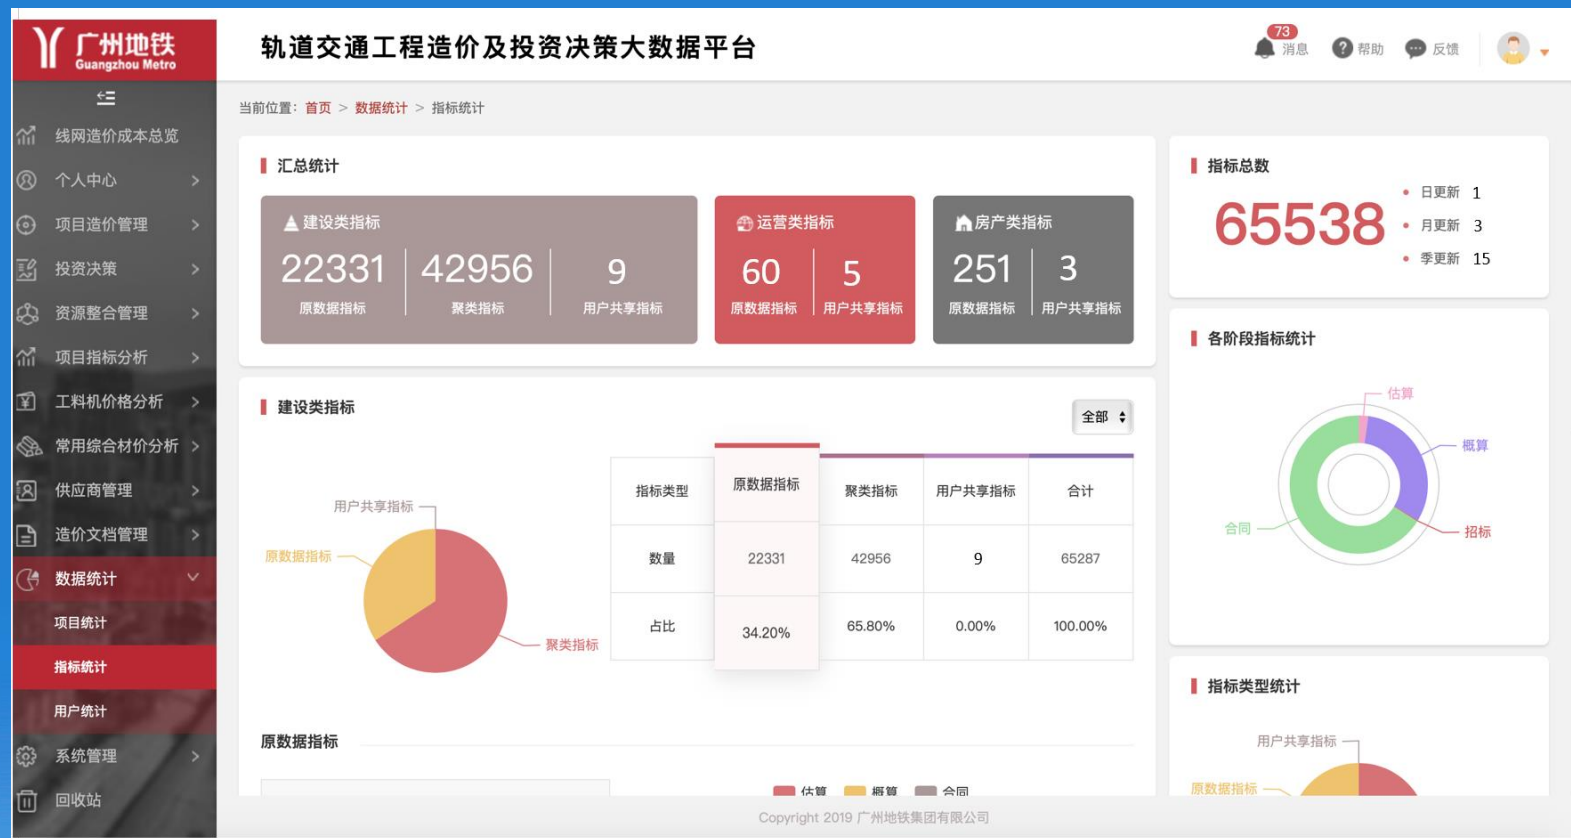 广州地铁
Guangzhou Metro
轨道交通工程造价及投资决策大数据平台
73
消息
帮助
反馈
线网造价成本总览
个人中心 >
项目造价管理 >
投资决策 >
资源整合管理 >
项目指标分析 >
工料机价格分析 >
常用综合材价分析 >
供应商管理 >
造价文档管理 >
数据统计
项目统计
指标统计
用户统计
系统管理 >
回收站
当前位置：首页 > 数据统计 > 指标统计
汇总统计
建设类指标
22331 42956 9
原数据指标 聚类指标 用户共享指标
运营类指标
60 5
原数据指标 用户共享指标
房产类指标
251 3
原数据指标 用户共享指标
指标总数
65538
日更新 1
月更新 3
季更新 15
建设类指标
全部
用户共享指标
原数据指标
聚类指标
指标类型 原数据指标 聚类指标 用户共享指标 合计
数量 22331 42956 9 65287
占比 34.20% 65.80% 0.00% 100.00%
各阶段指标统计
估算
概算
合同
招标
原数据指标
估算 概算 合同
指标类型统计
用户共享指标
原数据指标
Copyright 2019 广州地铁集团有限公司